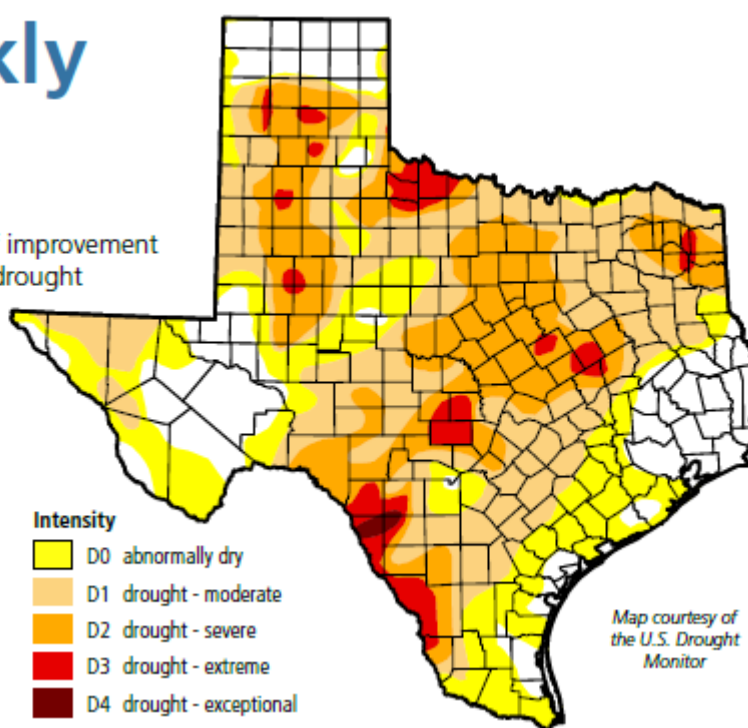 kly
improvement
drought
Intensity
D0 abnormally dry
D1 drought - moderate
D2 drought - severe
D3 drought - extreme
D4 drought - exceptional
Map courtesy of
the U.S. Drought
Monitor